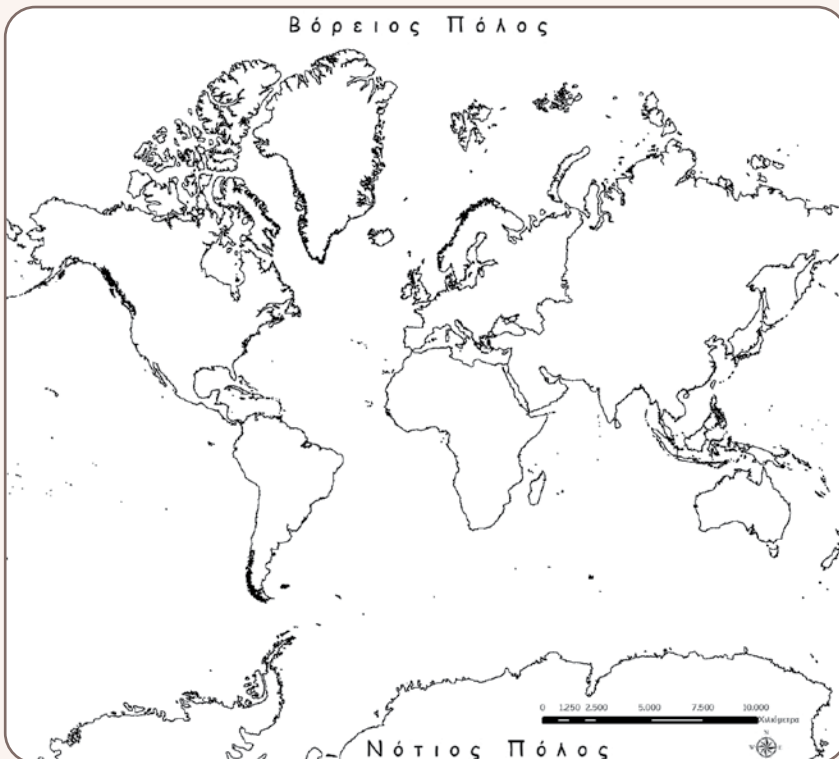 Βόρειος Πόλος
0 1.250 2.500 5.000 7.500 10.000
Χιλιόμετρα
N
W E
S
Νότιος Πόλος